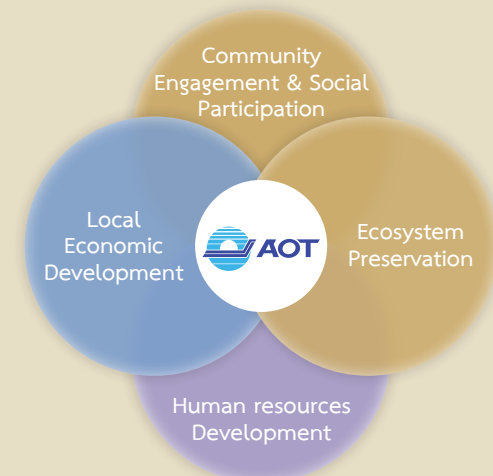 Community
Engagement & Social
Participation
Local
Economic
Development
AOT
Ecosystem
Preservation
Human resources
Development